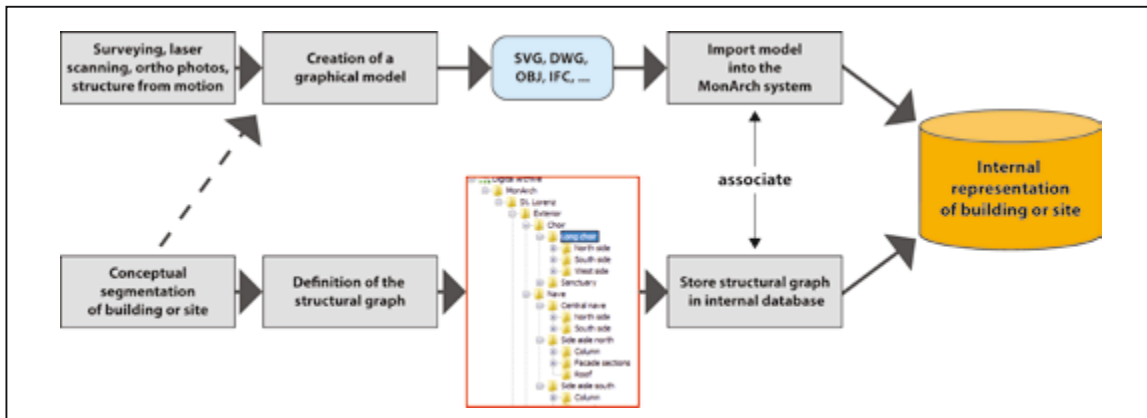 Surveying, laser
scanning, ortho photos,
structure from motion
Creation of a
graphical model
SVG, DWG,
OBJ, IFC, ...
Import model
into the
MonArch system
Internal
representation
of building or site
associate
Conceptual
segmentation
of building or site
Definition of the
structural graph
Digital Archive
MonArch
St. Lorenz
Exterior
Choir
Long choir
North side
South side
West side
Sanctuary
Nave
Central nave
North side
South side
Side aisle north
Column
Facade sections
Roof
Side aisle south
Column
Store structural graph
in internal database